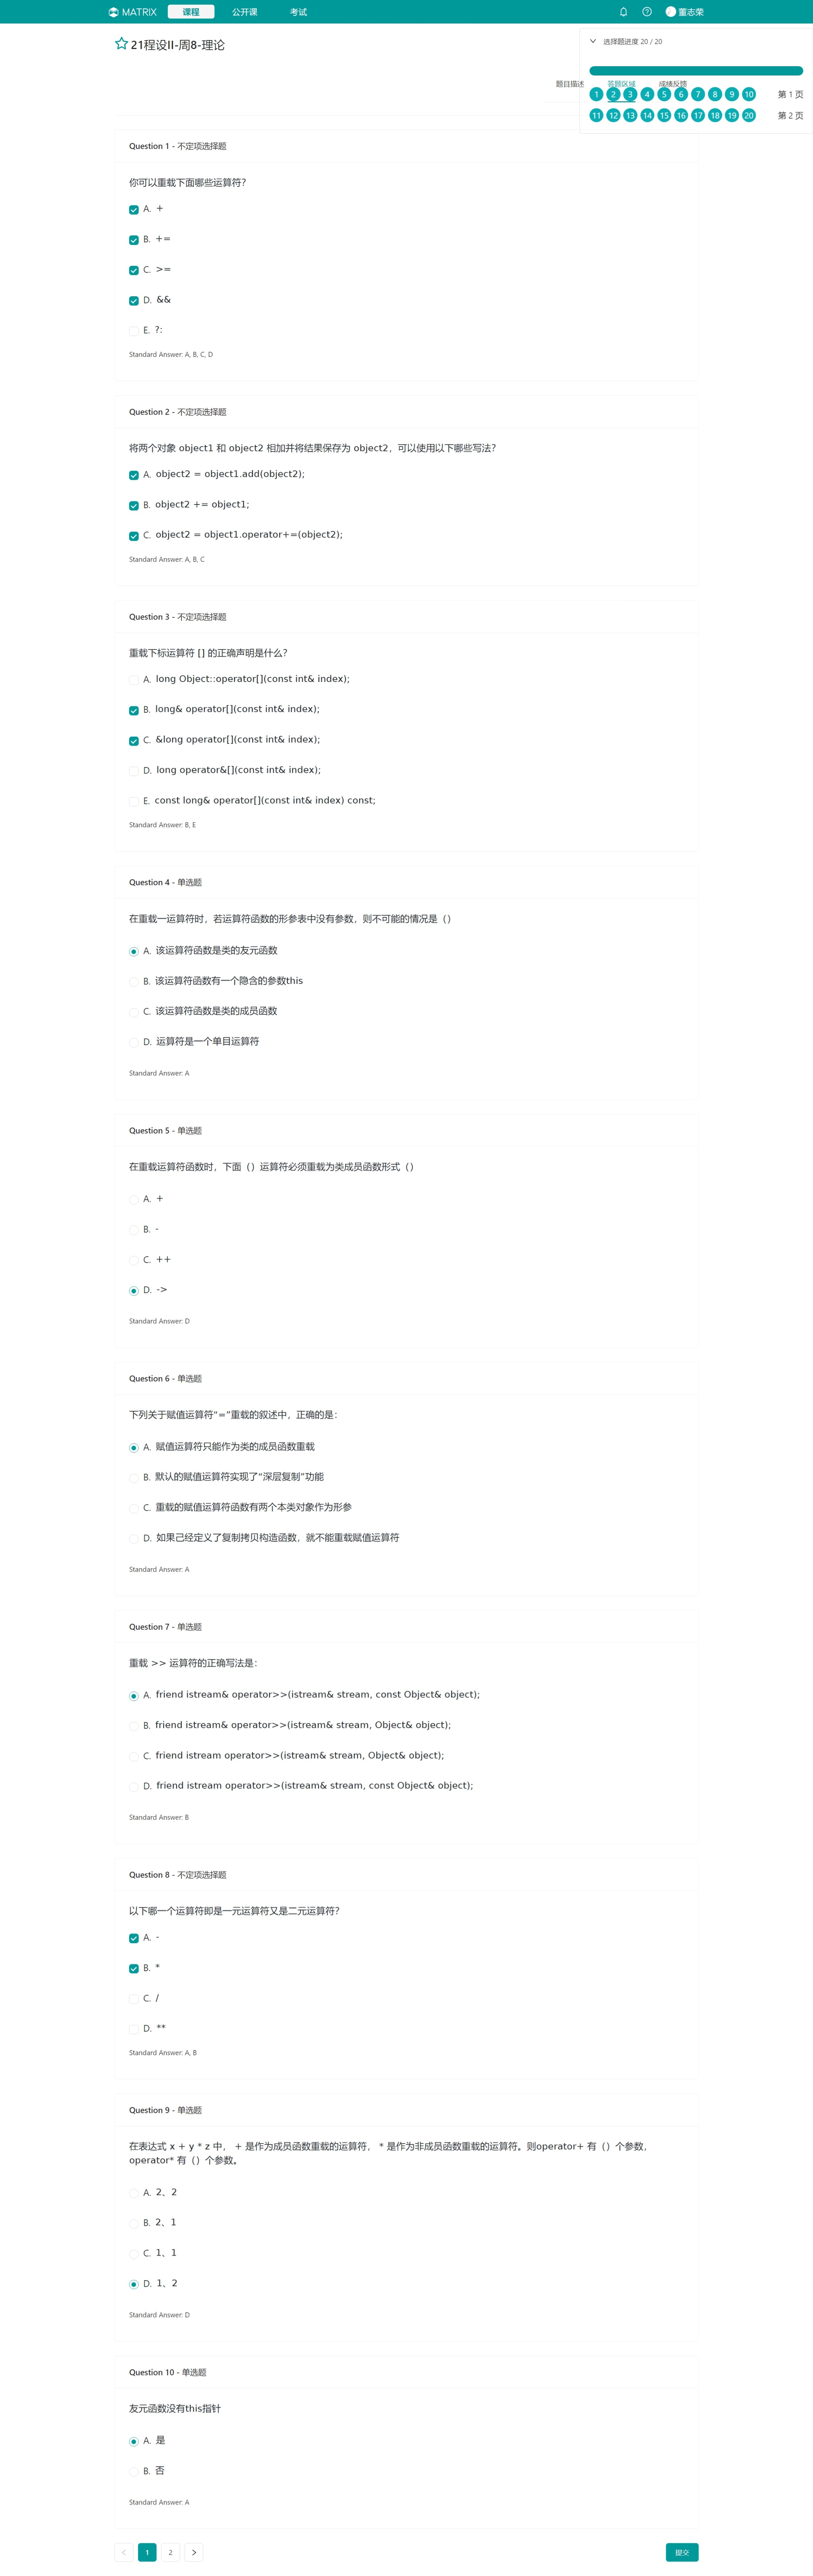 MATRIX 课程 公开课 考试 董志荣
21程设II-周8-理论
选择题进度 20 / 20
题目描述 答题区域 成绩反馈
1 2 3 4 5 6 7 8 9 10 第 1 页
11 12 13 14 15 16 17 18 19 20 第 2 页
Question 1 - 不定项选择题
你可以重载下面哪些运算符?
A. +
B. +=
C. >=
D. &&
E. ?:
Standard Answer: A, B, C, D
Question 2 - 不定项选择题
将两个对象 object1 和 object2 相加并将结果保存为 object2，可以使用以下哪些写法?
A. object2 = object1.add(object2);
B. object2 += object1;
C. object2 = object1.operator+=(object2);
Standard Answer: A, B, C
Question 3 - 不定项选择题
重载下标运算符 [] 的正确声明是什么?
A. long Object::operator[](const int& index);
B. long& operator[](const int& index);
C. &long operator[](const int& index);
D. long operator&[](const int& index);
E. const long& operator[](const int& index) const;
Standard Answer: B, E
Question 4 - 单选题
在重载一运算符时，若运算符函数的形参表中没有参数，则不可能的情况是（）
A. 该运算符函数是类的友元函数
B. 该运算符函数有一个隐含的参数this
C. 该运算符函数是类的成员函数
D. 运算符是一个单目运算符
Standard Answer: A
Question 5 - 单选题
在重载运算符函数时，下面（）运算符必须重载为类成员函数形式（）
A. +
B. -
C. ++
D. ->
Standard Answer: D
Question 6 - 单选题
下列关于赋值运算符“=”重载的叙述中，正确的是：
A. 赋值运算符只能作为类的成员函数重载
B. 默认的赋值运算符实现了“深层复制”功能
C. 重载的赋值运算符函数有两个本类对象作为形参
D. 如果己经定义了复制拷贝构造函数，就不能重载赋值运算符
Standard Answer: A
Question 7 - 单选题
重载 >> 运算符的正确写法是：
A. friend istream& operator>>(istream& stream, const Object& object);
B. friend istream& operator>>(istream& stream, Object& object);
C. friend istream operator>>(istream& stream, Object& object);
D. friend istream operator>>(istream& stream, const Object& object);
Standard Answer: B
Question 8 - 不定项选择题
以下哪一个运算符即是一元运算符又是二元运算符?
A. -
B. *
C. /
D. **
Standard Answer: A, B
Question 9 - 单选题
在表达式 x + y * z 中， + 是作为成员函数重载的运算符， * 是作为非成员函数重载的运算符。则operator+ 有（）个参数，
operator* 有（）个参数。
A. 2、2
B. 2、1
C. 1、1
D. 1、2
Standard Answer: D
Question 10 - 单选题
友元函数没有this指针
A. 是
B. 否
Standard Answer: A
1 2 提交